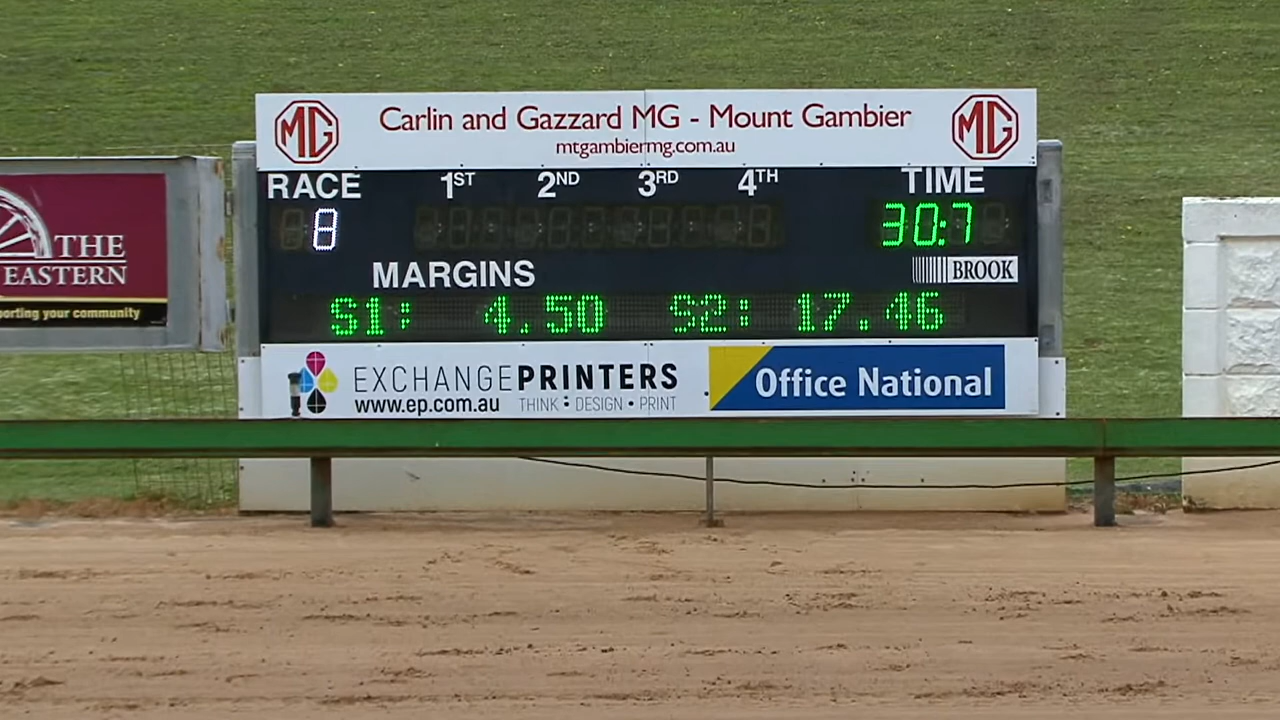 MG Carlin and Gazzard MG - Mount Gambier MG
mtgambiermg.com.au
RACE 1ST 2ND 3RD 4TH TIME
8 30:7
MARGINS BROOK
S1: 4.50 S2: 17.46
EXCHANGEPRINTERS
www.ep.com.au THINK : DESIGN • PRINT
Office National
THE
EASTERN
porting your community